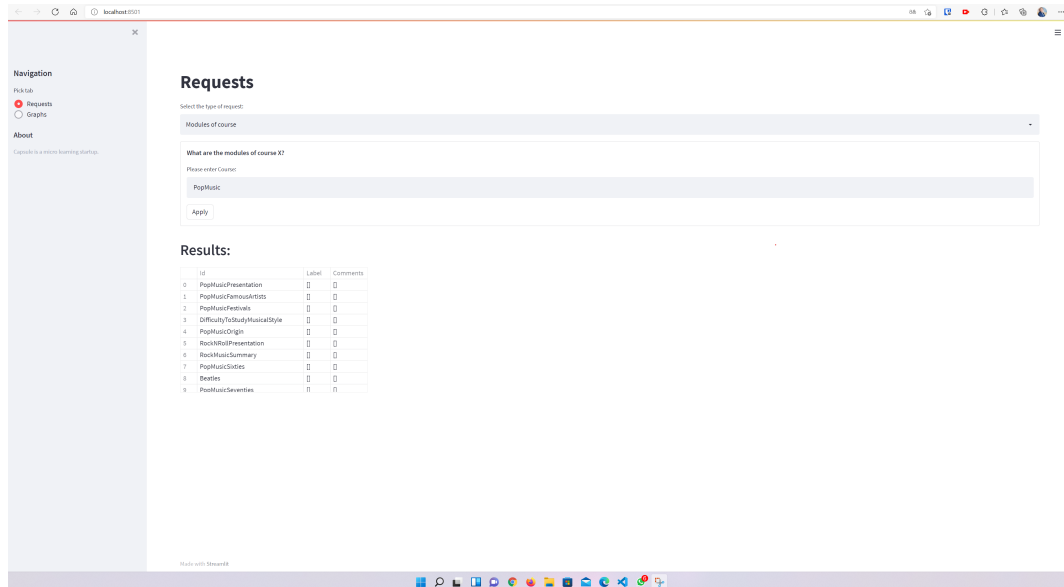 localhost:8501
Navigation
Pick tab
Requests
Graphs
About
Capsule is a micro learning startup.
Requests
Select the type of request:
Modules of course
What are the modules of course X?
Please enter Course:
PopMusic
Apply
Results:
Id Label Comments
0 PopMusicPresentation [] []
1 PopMusicFamousArtists [] []
2 PopMusicFestivals [] []
3 DifficultyToStudyMusicalStyle [] []
4 PopMusicOrigin [] []
5 RockNRollPresentation [] []
6 RockMusicSummary [] []
7 PopMusicSixties [] []
8 Beatles [] []
9 PopMusicSeventies [] []
Made with Streamlit